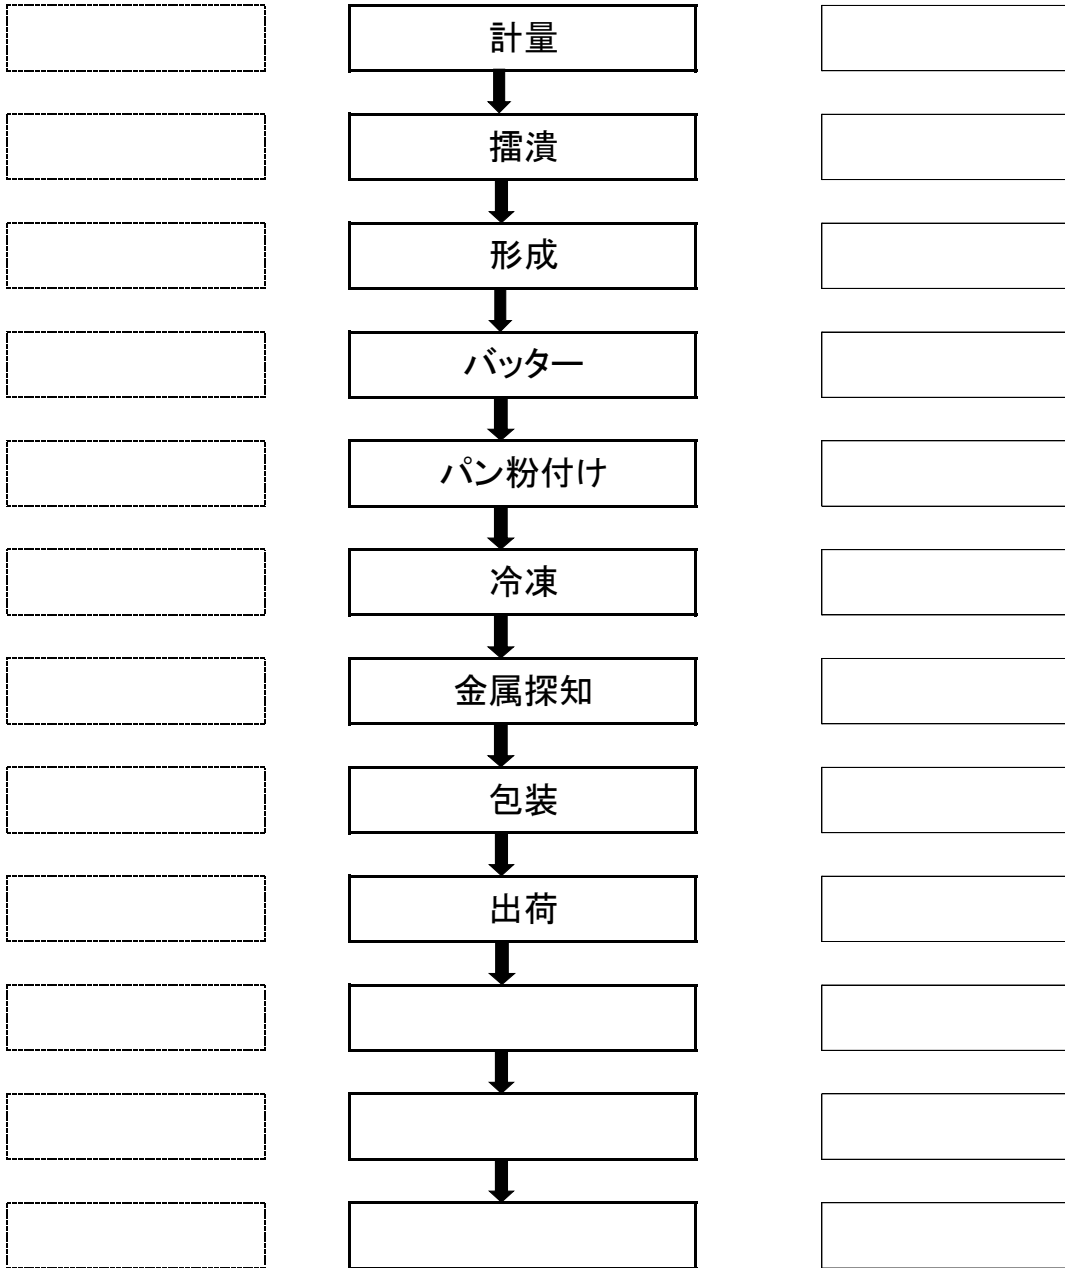 計量
擂潰
形成
バッター
パン粉付け
冷凍
金属探知
包装
出荷